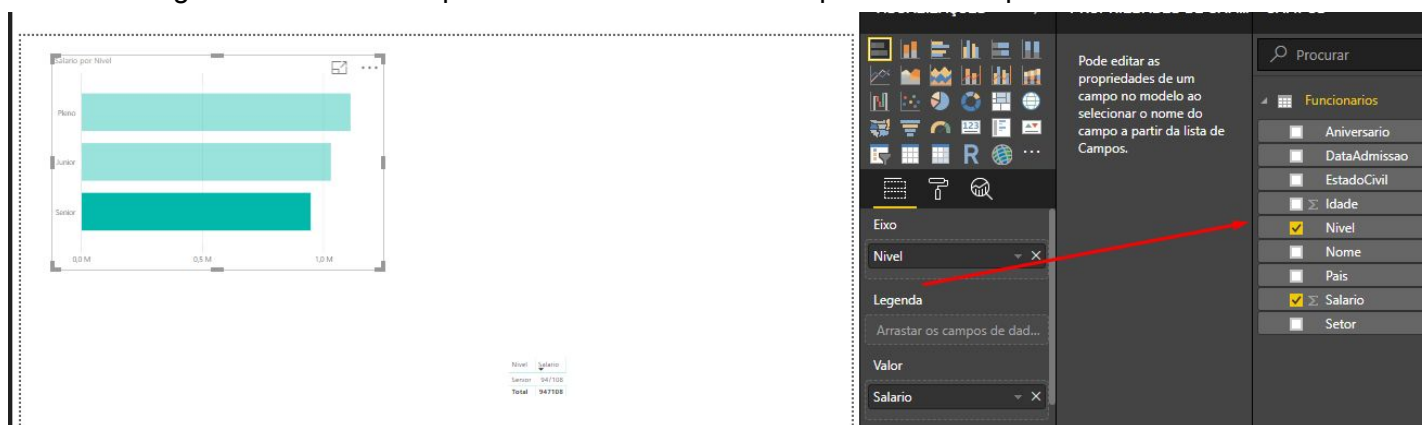 Salario por Nivel
Pleno
Junior
Senior
0,0 M
0,5 M
1,0 M
Nivel Salario
Senior 947108
Total 947108
Eixo
Nivel
Legenda
Arrastar os campos de dad...
Valor
Salario
Pode editar as
propriedades de um
campo no modelo ao
selecionar o nome do
campo a partir da lista de
Campos.
Procurar
Funcionarios
Aniversario
DataAdmissao
EstadoCivil
Idade
Nivel
Nome
Pais
Salario
Setor